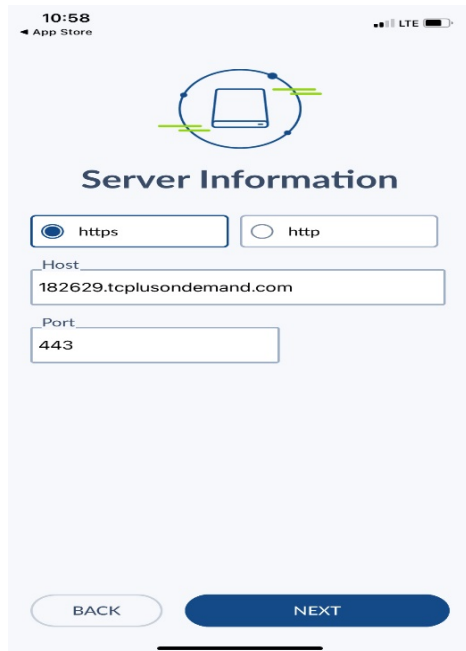 10:58
◀ App Store
LTE
Server Information
https
http
Host
182629.tcplusondemand.com
Port
443
BACK
NEXT